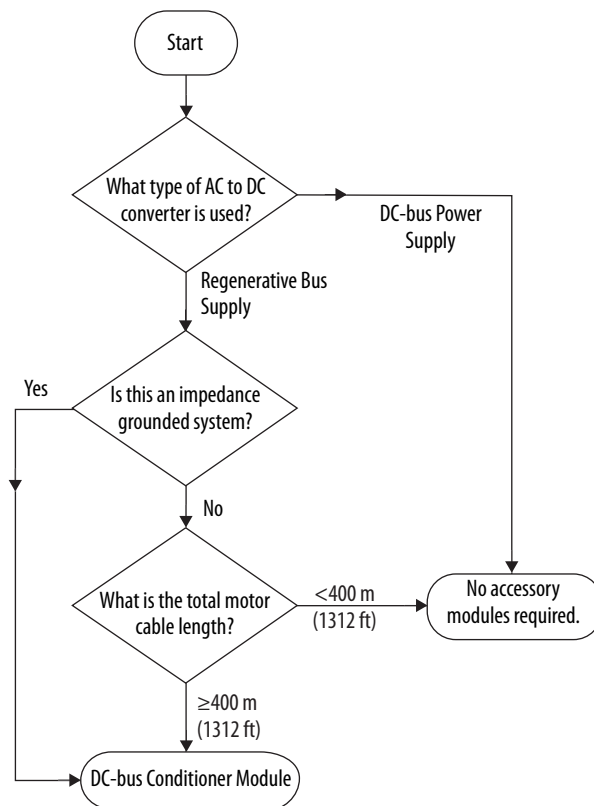 Start
What type of AC to DC
converter is used?
DC-bus Power
Supply
Regenerative Bus
Supply
Yes
Is this an impedance
grounded system?
No
What is the total motor
cable length?
<400 m
(1312 ft)
No accessory
modules required.
≥400 m
(1312 ft)
DC-bus Conditioner Module